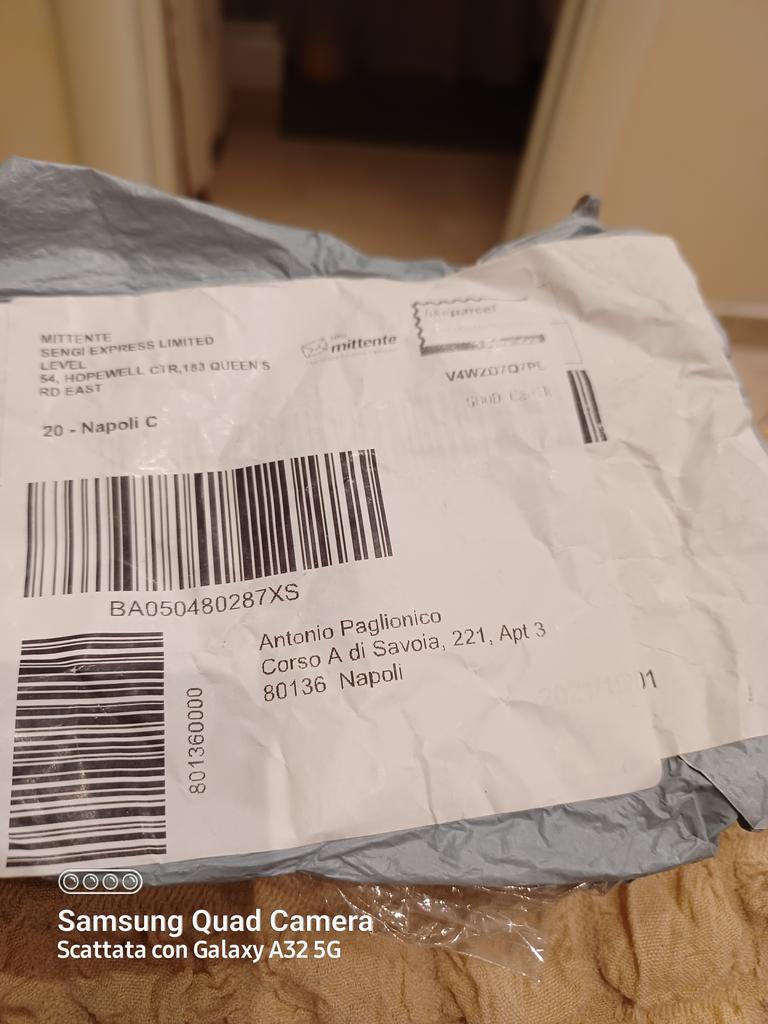 MITTENTE
SENGI EXPRESS LIMITED
LEVEL
54, HOPEWELL CTR,183 QUEEN'S
RD EAST
mittente
V4WZD7Q7PL
20 - Napoli C
BA050480287XS
Antonio Paglionico
Corso A di Savoia, 221, Apt 3
80136 Napoli
801360000
Samsung Quad Camera
Scattata con Galaxy A32 5G